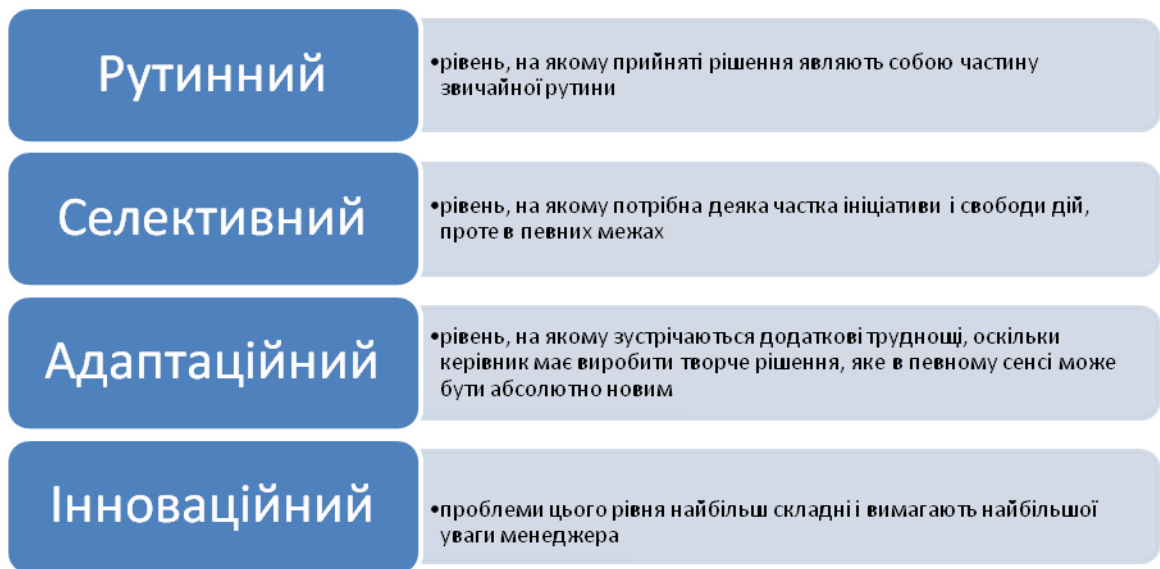 Рутинний
•рівень, на якому прийняті рішення являють собою частину
звичайної рутини
Селективний
•рівень, на якому потрібна деяка частка ініціативи і свободи дій,
проте в певних межах
Адаптаційний
•рівень, на якому зустрічаються додаткові труднощі, оскільки
керівник має виробити творче рішення, яке в певному сенсі може
бути абсолютно новим
Інноваційний
•проблеми цього рівня найбільш складні і вимагають найбільшої
уваги менеджера